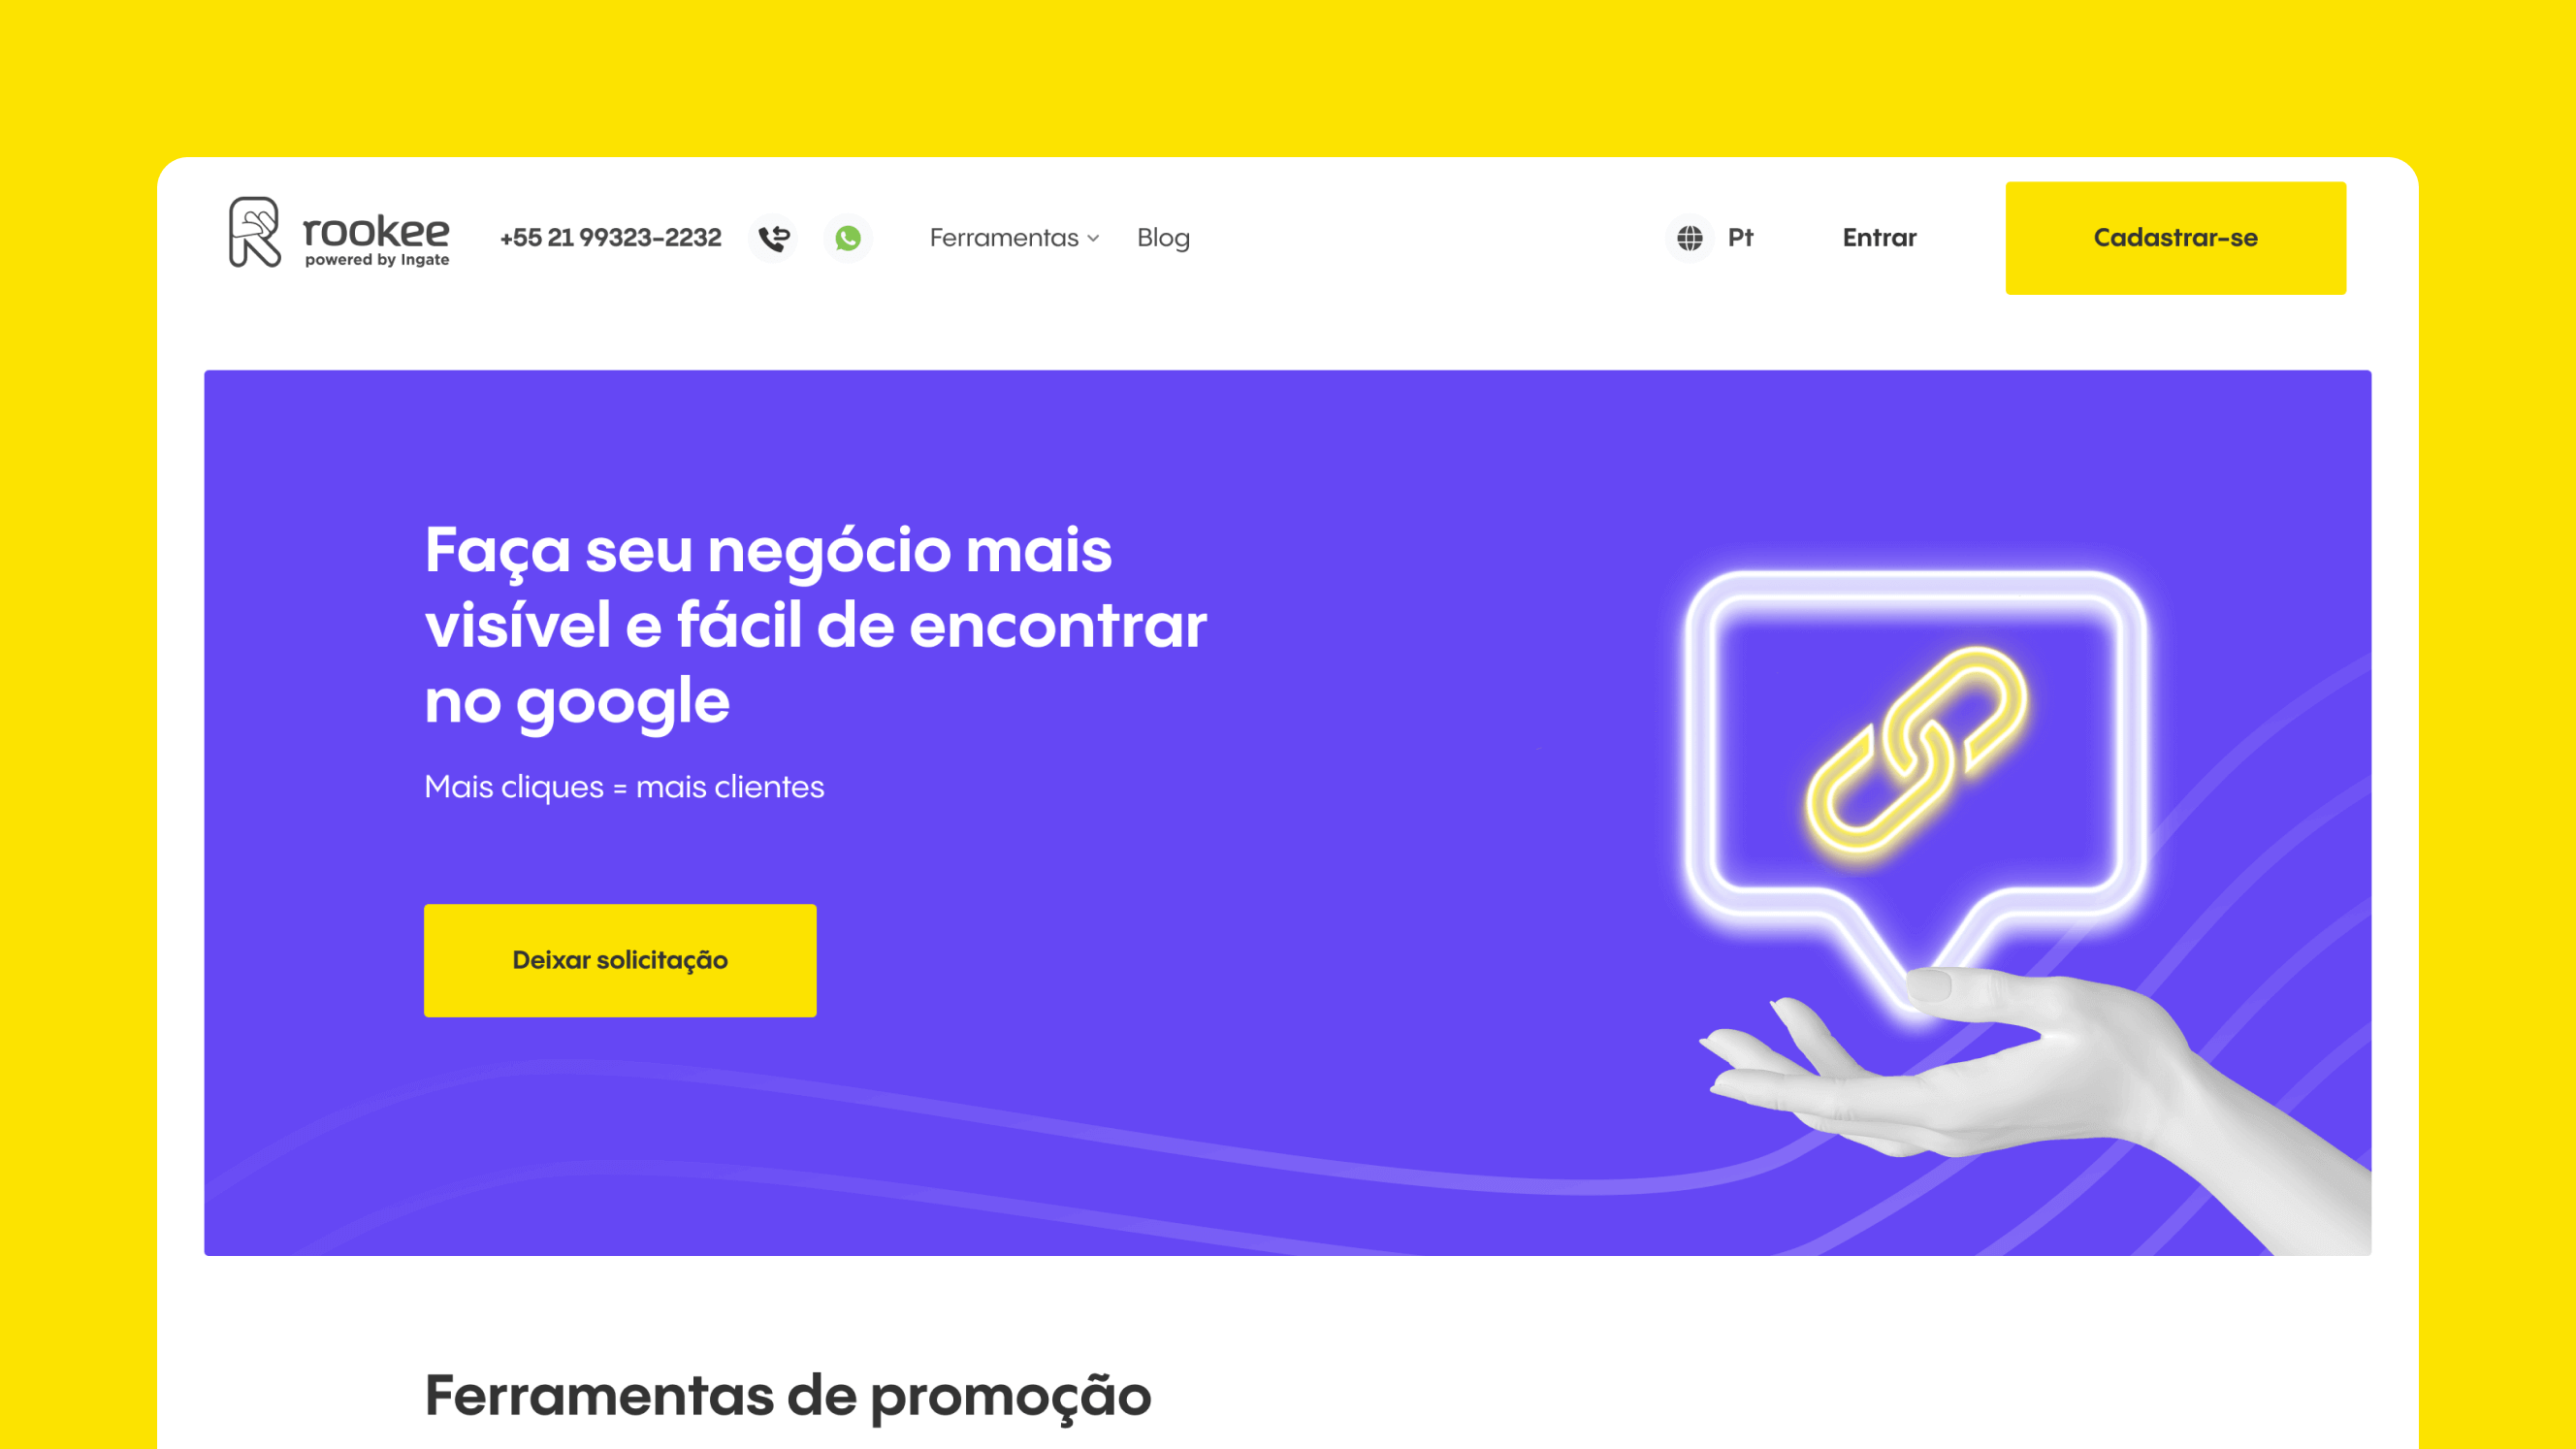 rookee
powered by Ingate
+55 21 99323-2232
Ferramentas
Blog
Pt
Entrar
Cadastrar-se
Faça seu negócio mais
visível e fácil de encontrar
no google
Mais cliques = mais clientes
Deixar solicitação
Ferramentas de promoção